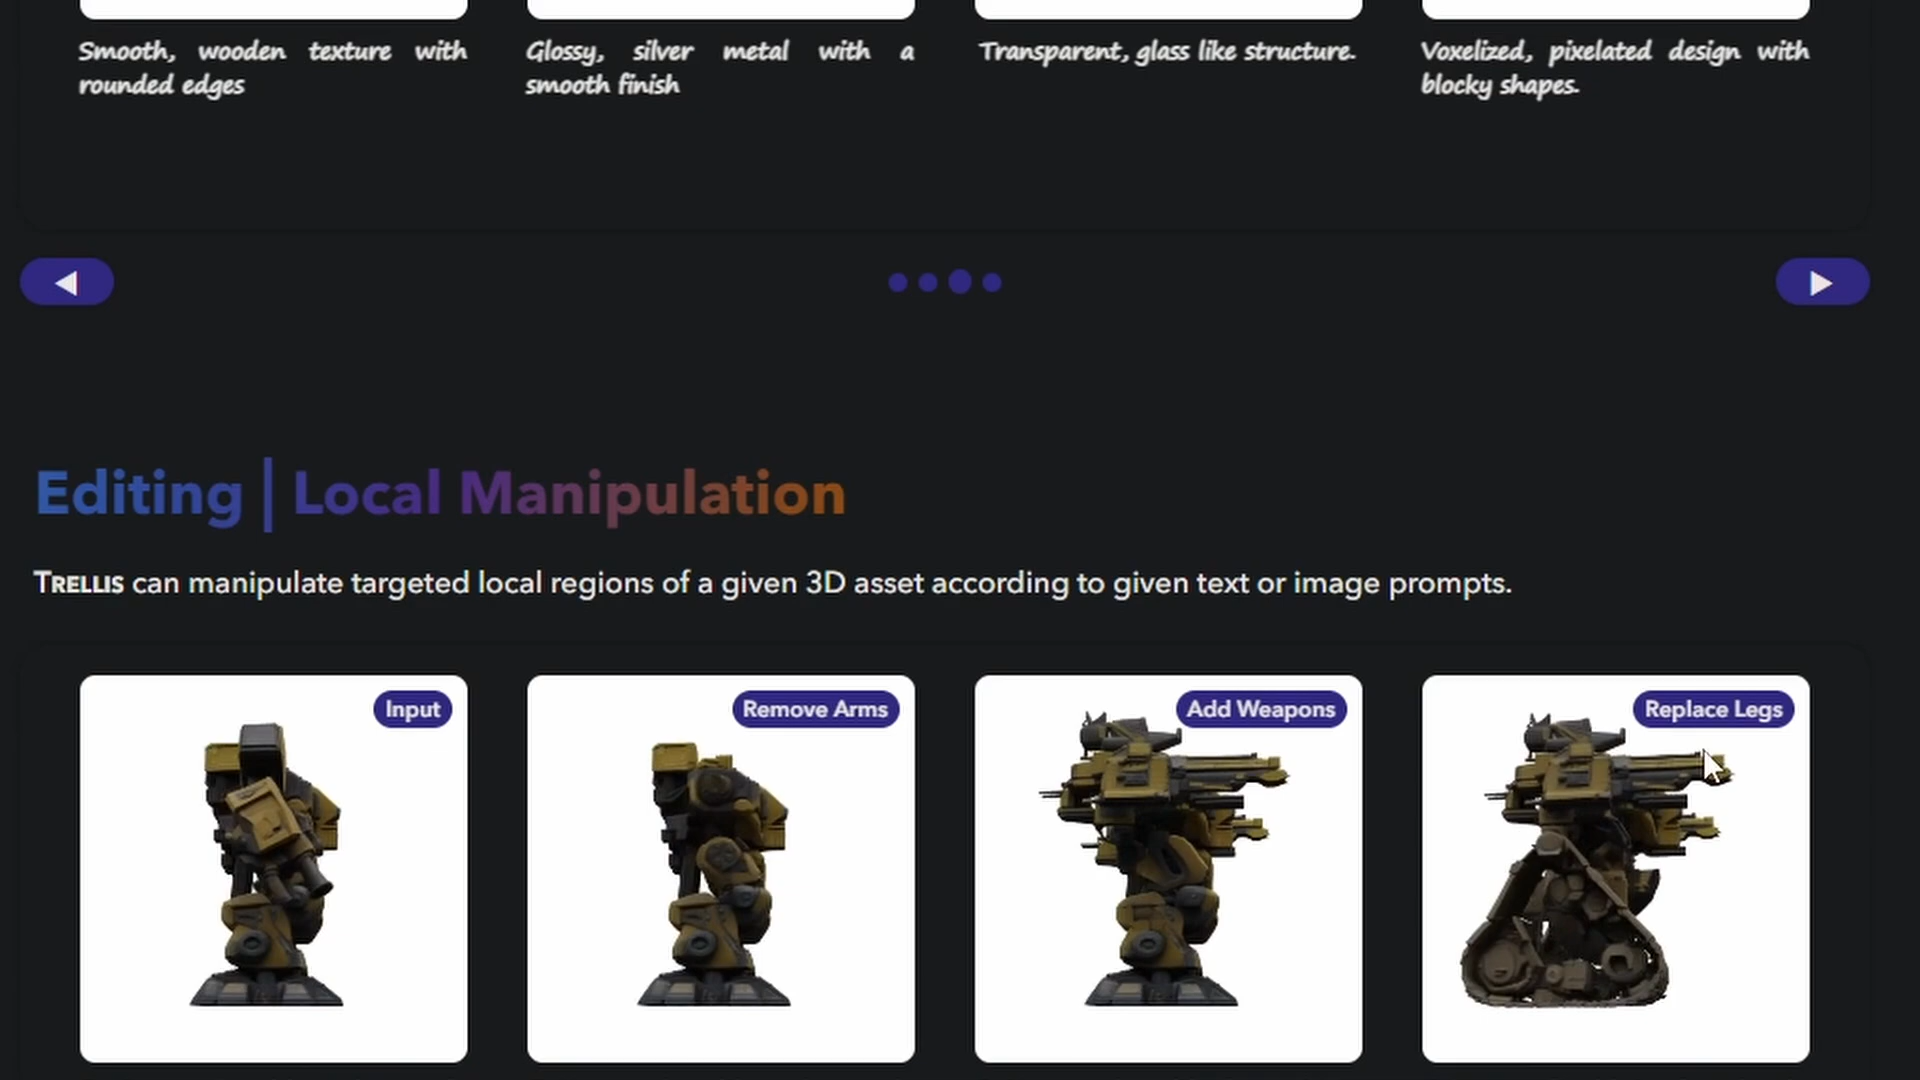 Smooth, wooden texture with
rounded edges
Glossy, silver metal with a
smooth finish
Transparent, glass like structure.
Voxelized, pixelated design with
blocky shapes.
Editing | Local Manipulation
TRELLIS can manipulate targeted local regions of a given 3D asset according to given text or image prompts.
Input
Remove Arms
Add Weapons
Replace Legs